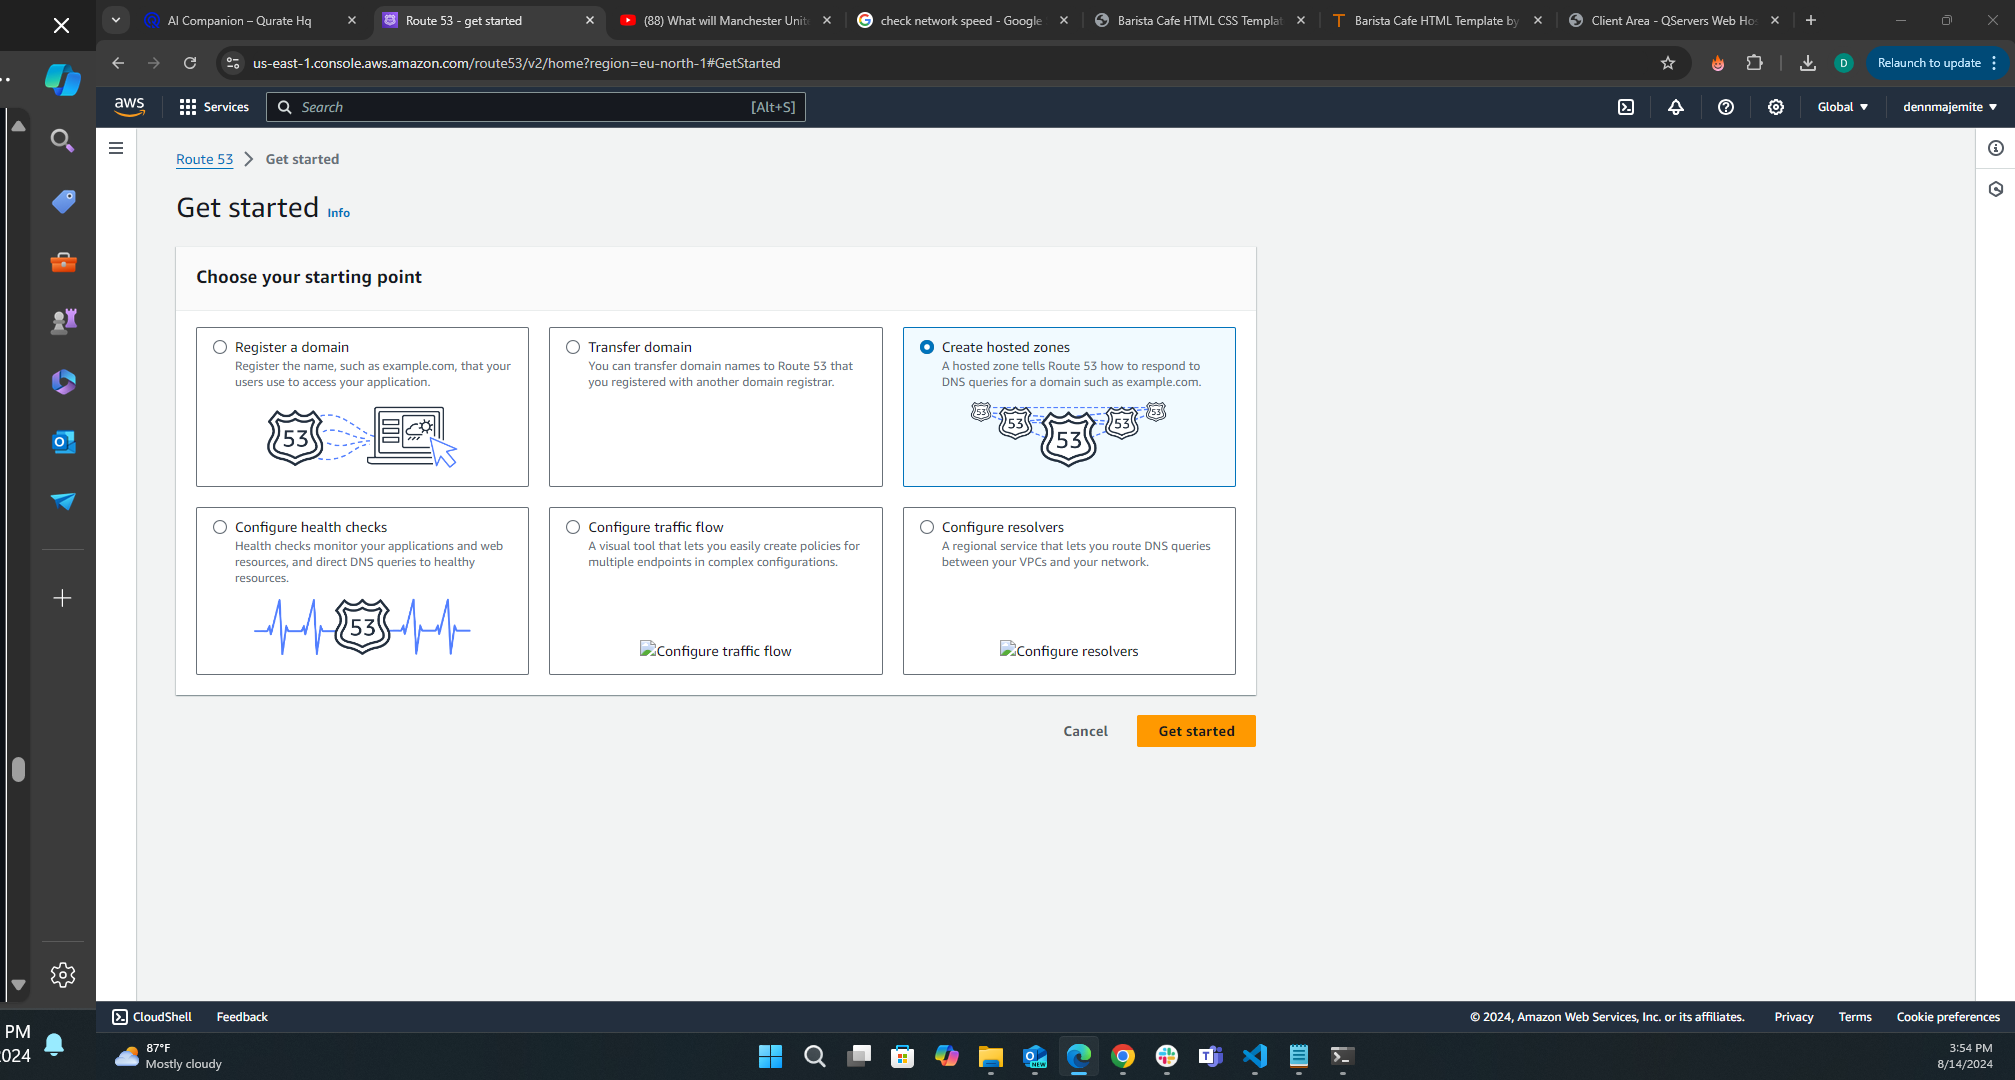 AI Companion – Qurate Hq
Route 53 - get started
(88) What will Manchester Unite
check network speed - Google
Barista Cafe HTML CSS Templat
Barista Cafe HTML Template by
Client Area - QServers Web Ho
us-east-1.console.aws.amazon.com/route53/v2/home?region=eu-north-1#GetStarted
D
Relaunch to update
aws
Services
Search
[Alt+S]
Global
dennmajemite
Route 53
Get started
Get started
Info
Choose your starting point
Register a domain
Register the name, such as example.com, that your
users use to access your application.
53
Transfer domain
You can transfer domain names to Route 53 that
you registered with another domain registrar.
Create hosted zones
A hosted zone tells Route 53 how to respond to
DNS queries for a domain such as example.com.
53
53
53
53
53
Configure health checks
Health checks monitor your applications and web
resources, and direct DNS queries to healthy
resources.
53
Configure traffic flow
A visual tool that lets you easily create policies for
multiple endpoints in complex configurations.
Configure traffic flow
Configure resolvers
A regional service that lets you route DNS queries
between your VPCs and your network.
Configure resolvers
Cancel
Get started
CloudShell
Feedback
© 2024, Amazon Web Services, Inc. or its affiliates.
Privacy
Terms
Cookie preferences
PM
2024
87°F
Mostly cloudy
NEW
3:54 PM
8/14/2024